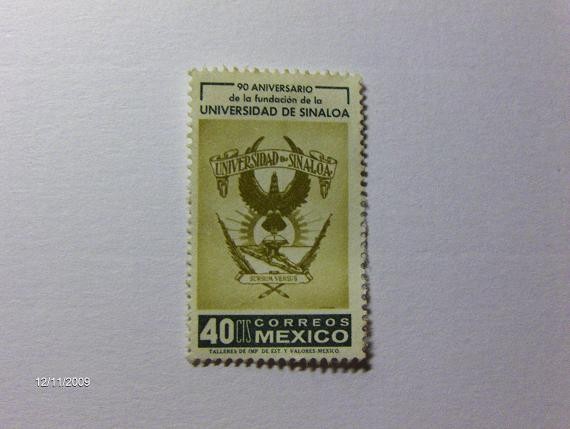 90 ANIVERSARIO
de la fundación de la
UNIVERSIDAD DE SINALOA
UNIVERSIDAD DE SINALOA
SURSUM VERSUS
40 CTS CORREOS
MEXICO
TALLERES DE IMP. DE EST. Y VALORES-MEXICO.
12/11/2009